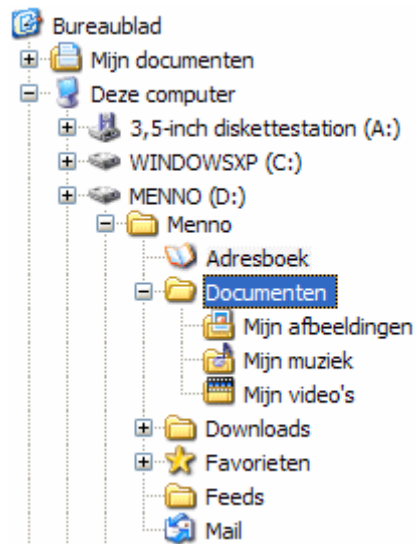 Bureaublad
Mijn documenten
Deze computer
3,5-inch diskettestation (A:)
WINDOWSXP (C:)
MENNO (D:)
Menno
Adresboek
Documenten
Mijn afbeeldingen
Mijn muziek
Mijn video's
Downloads
Favorieten
Feeds
Mail